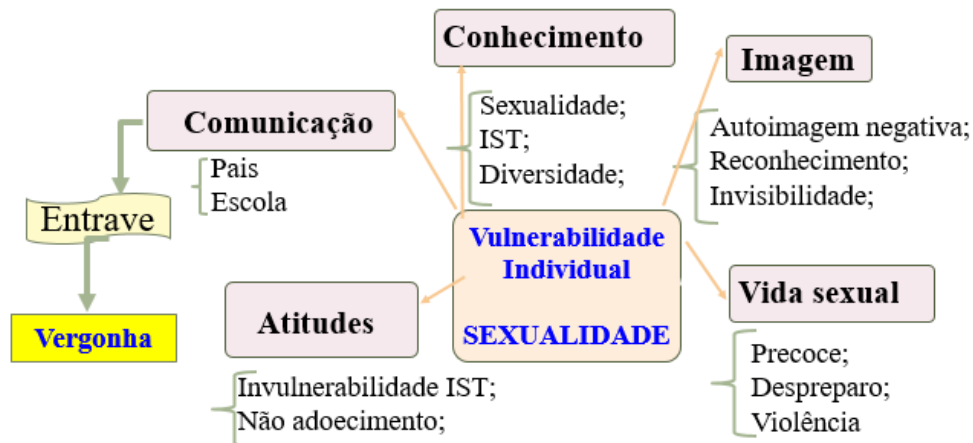 Conhecimento
Sexualidade;
IST;
Diversidade;
Imagem
Autoimagem negativa;
Reconhecimento;
Invisibilidade;
Comunicação
Pais
Escola
Entrave
Vergonha
Vulnerabilidade
Individual
SEXUALIDADE
Atitudes
Invulnerabilidade IST;
Não adoecimento;
Vida sexual
Precoce;
Despreparo;
Violência